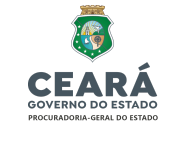 CEARÁ
GOVERNO DO ESTADO
PROCURADORIA-GERAL DO ESTADO